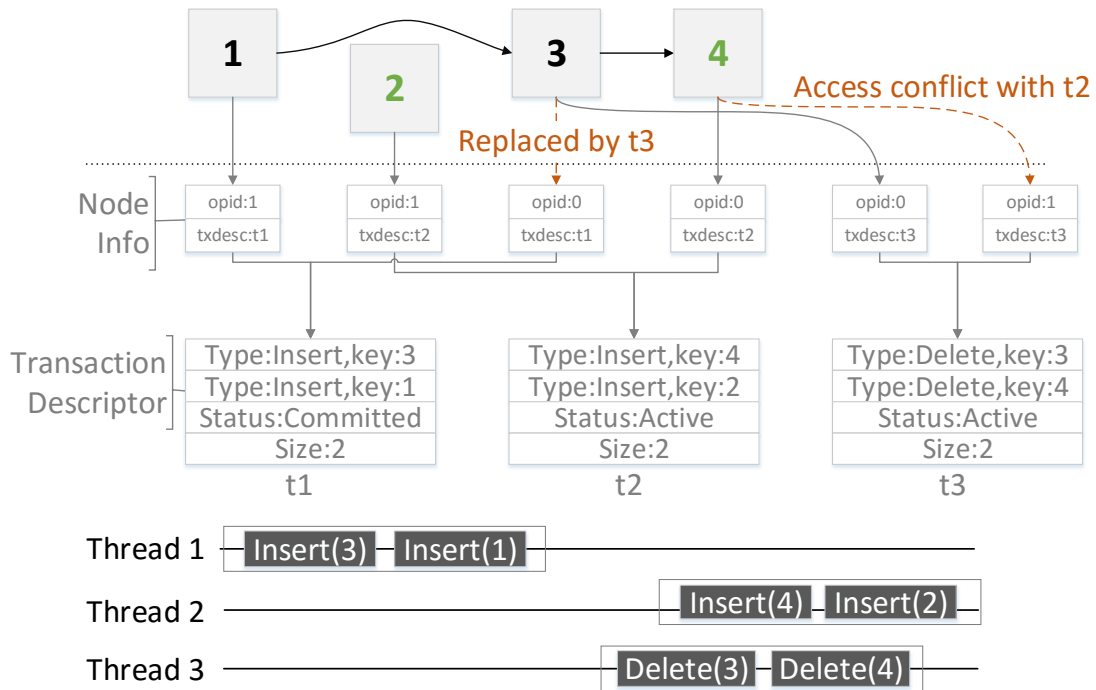 1
3
4
2
Access conflict with t2
Replaced by t3
Node
Info
opid:1
txdesc:t1
opid:1
txdesc:t2
opid:0
txdesc:t1
opid:0
txdesc:t2
opid:0
txdesc:t3
opid:1
txdesc:t3
Transaction
Descriptor
Type:Insert,key:3
Type:Insert,key:1
Status:Committed
Size:2
t1
Type:Insert,key:4
Type:Insert,key:2
Status:Active
Size:2
t2
Type:Delete,key:3
Type:Delete,key:4
Status:Active
Size:2
t3
Thread 1 Insert(3) Insert(1)
Thread 2 Insert(4) Insert(2)
Thread 3 Delete(3) Delete(4)